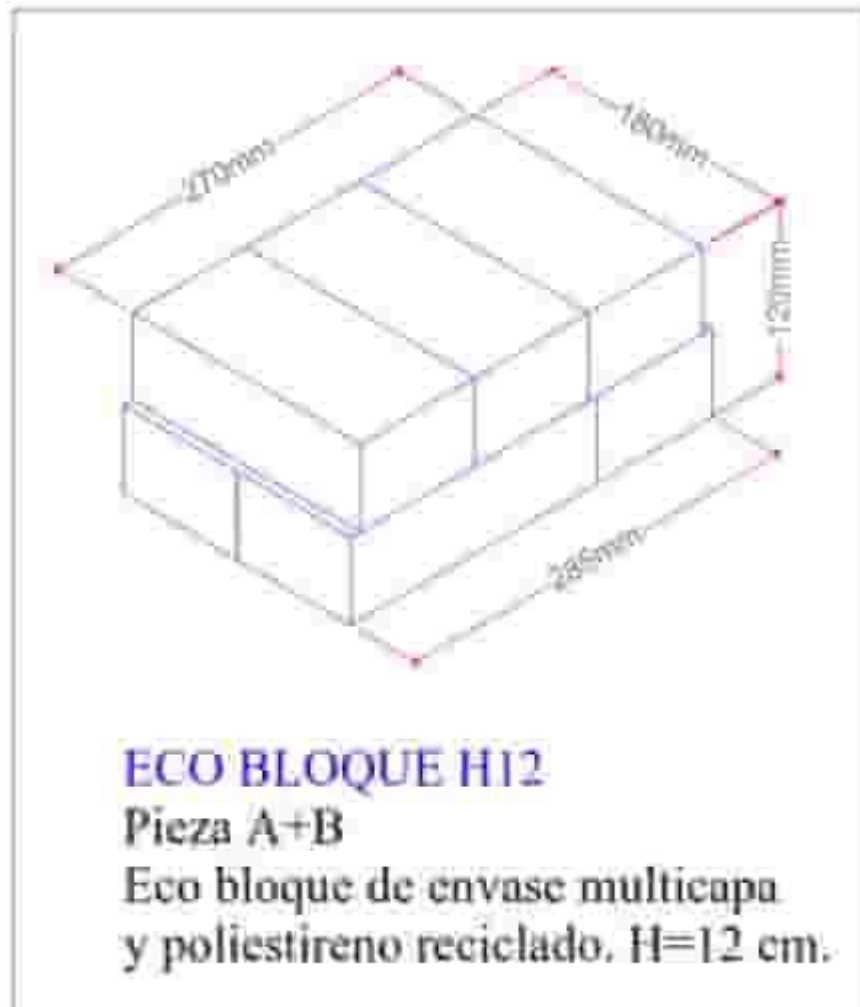 270mm
180mm
120mm
285mm
ECO BLOQUE H12
Pieza A+B
Eco bloque de envase multicapa
y poliestireno reciclado. H=12 cm.